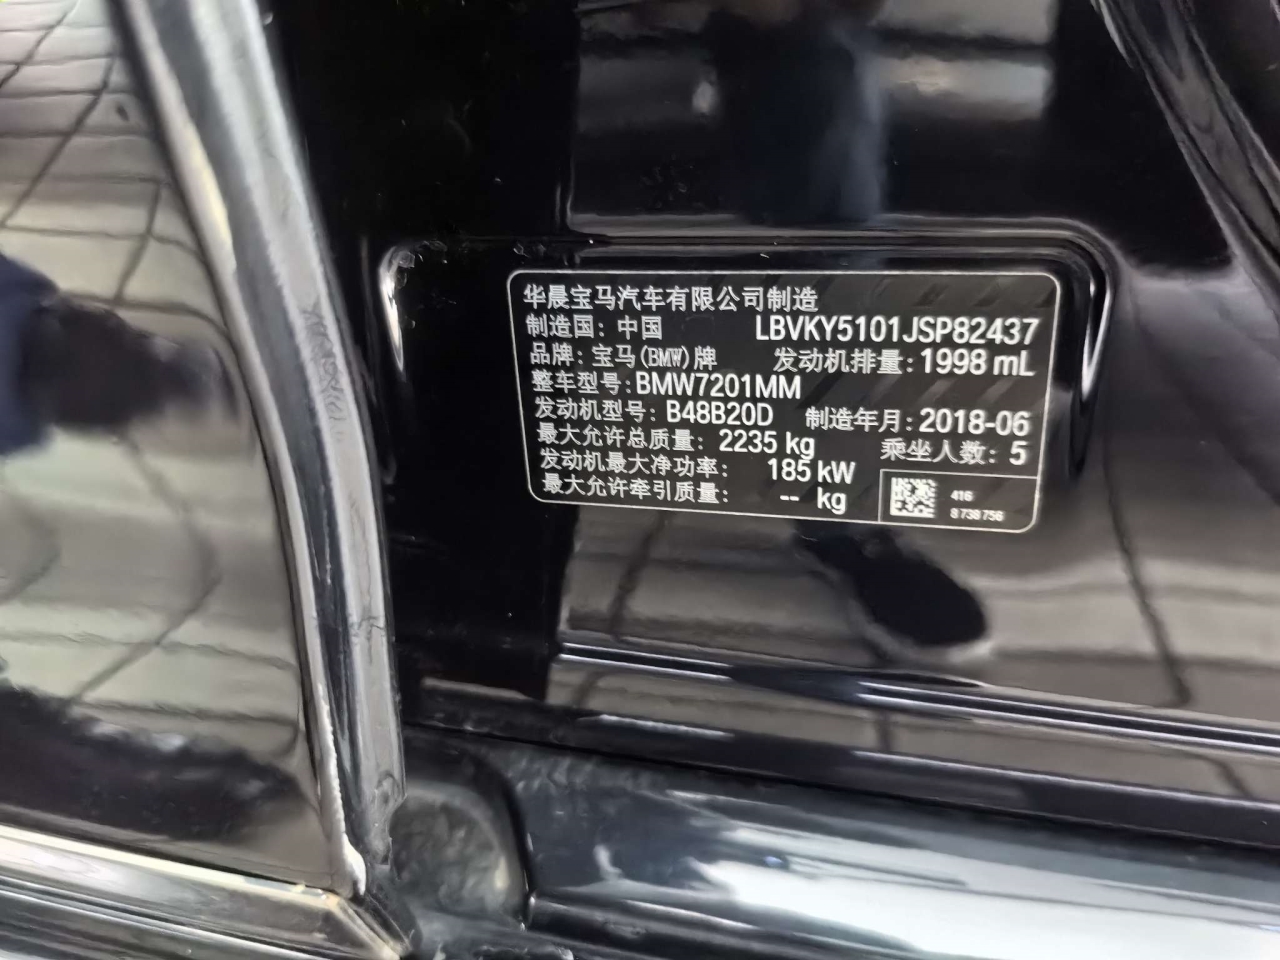 华晨宝马汽车有限公司制造
制造国: 中国 LBVKY5101JSP82437
品牌: 宝马(BMW)牌 发动机排量: 1998 mL
整车型号: BMW7201MM
发动机型号: B48B20D 制造年月: 2018-06
最大允许总质量: 2235 kg 乘坐人数: 5
发动机最大净功率: 185 kW
最大允许牵引质量: -- kg
416
8738756